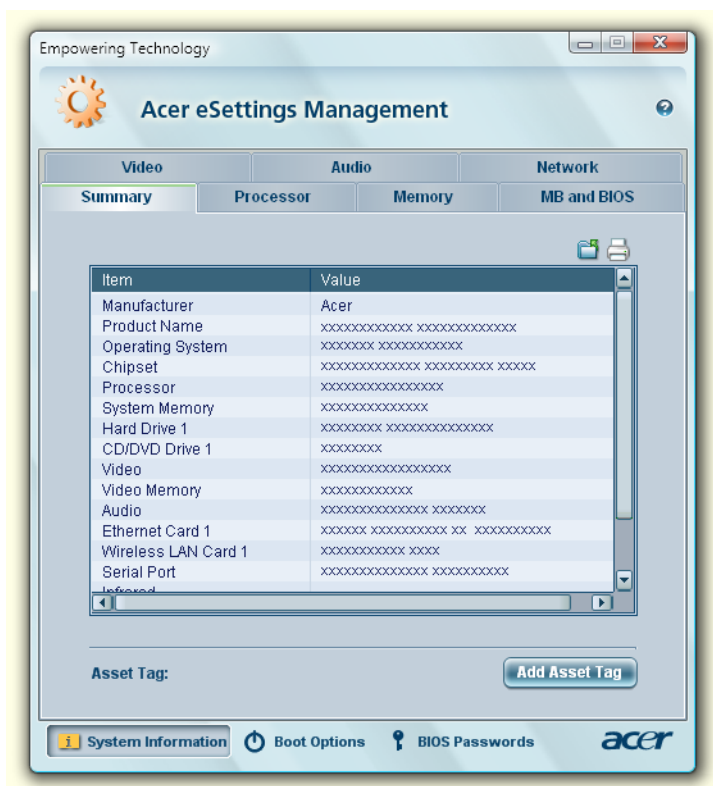 Empowering Technology
Acer eSettings Management
Video Audio Network
Summary Processor Memory MB and BIOS
Item Value
Manufacturer Acer
Product Name xxxxxxxxxxxx xxxxxxxxxxxxx
Operating System xxxxxxx xxxxxxxxxxx
Chipset xxxxxxxxxxxxx xxxxxxxxx xxxxx
Processor xxxxxxxxxxxxxxxx
System Memory xxxxxxxxxxxxxx
Hard Drive 1 xxxxxxxx xxxxxxxxxxxxxx
CD/DVD Drive 1 xxxxxxxx
Video xxxxxxxxxxxxxxxxx
Video Memory xxxxxxxxxxxx
Audio xxxxxxxxxxxxxx xxxxxxx
Ethernet Card 1 xxxxxx xxxxxxxxxx xx xxxxxxxxxx
Wireless LAN Card 1 xxxxxxxxxxx xxxx
Serial Port xxxxxxxxxxxxxx xxxxxxxxxx
Infrared
Asset Tag: Add Asset Tag
System Information Boot Options BIOS Passwords acer